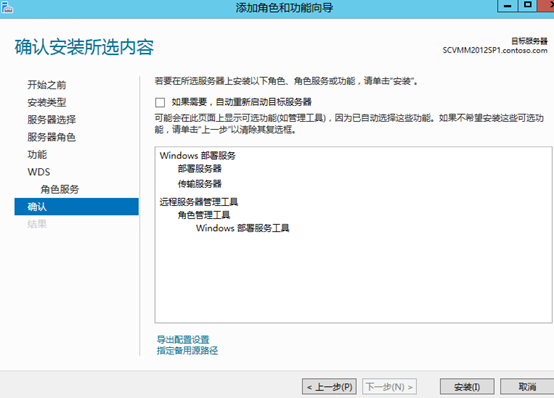 添加角色和功能向导
确认安装所选内容
目标服务器
SCVMM2012SP1.contoso.com
开始之前
安装类型
服务器选择
服务器角色
功能
WDS
角色服务
确认
结果
若要在所选服务器上安装以下角色、角色服务或功能，请单击“安装”。
如果需要，自动重新启动目标服务器
可能会在此页面上显示可选功能(如管理工具)，因为已自动选择这些功能。如果不希望安装这些可选功
能，请单击“上一步”以清除其复选框。
Windows 部署服务
部署服务器
传输服务器
远程服务器管理工具
角色管理工具
Windows 部署服务工具
导出配置设置
指定备用源路径
< 上一步(P)
下一步(N) >
安装(I)
取消